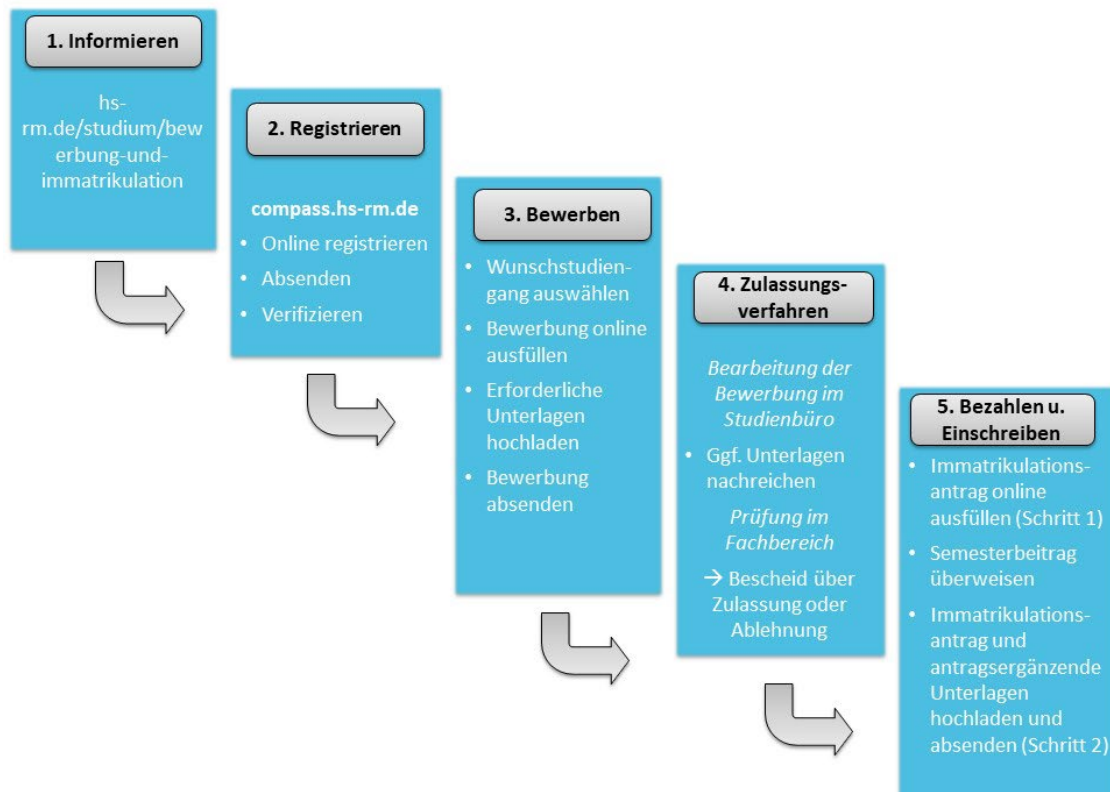 1. Informieren
hs-
rm.de/studium/bew
erbung-und-
immatrikulation
2. Registrieren
compass.hs-rm.de
• Online registrieren
• Absenden
• Verifizieren
3. Bewerben
• Wunschstudien-
gang auswählen
• Bewerbung online
ausfüllen
• Erforderliche
Unterlagen
hochladen
• Bewerbung
absenden
4. Zulassungs-
verfahren
Bearbeitung der
Bewerbung im
Studienbüro
• Ggf. Unterlagen
nachreichen
Prüfung im
Fachbereich
→ Bescheid über
Zulassung oder
Ablehnung
5. Bezahlen u.
Einschreiben
• Immatrikulations-
antrag online
ausfüllen (Schritt 1)
• Semesterbeitrag
überweisen
• Immatrikulations-
antrag und
antragsergänzende
Unterlagen
hochladen und
absenden (Schritt 2)